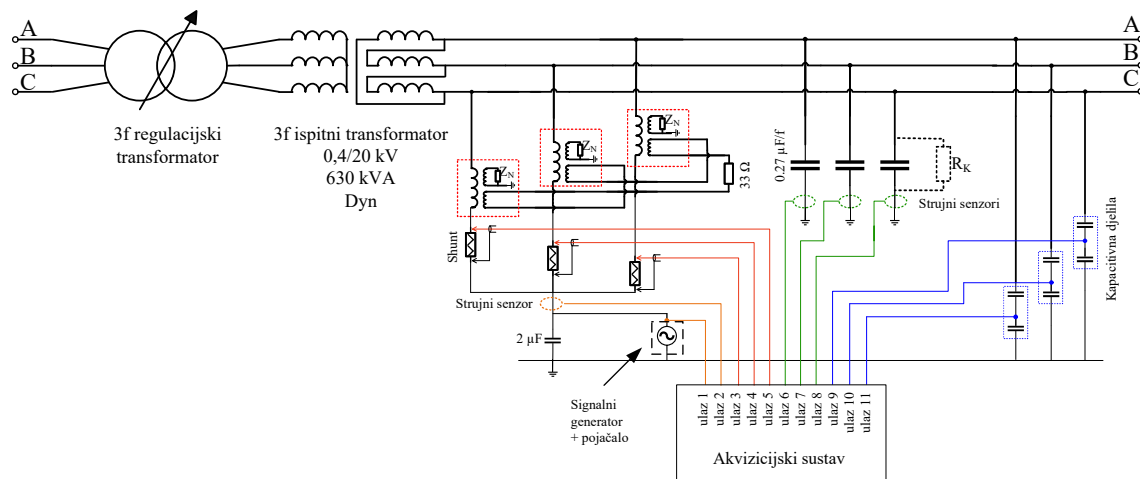 A
B
C
A
B
C
3f regulacijski
transformator
3f ispitni transformator
0,4/20 kV
630 kVA
Dyn
Z_N
Z_N
Z_N
33 Ω
0.27 µF/f
R_K
Strujni senzori
Kapacitivna djelila
Shunt
Strujni senzor
2 µF
Signalni
generator
+ pojačalo
ulaz 1
ulaz 2
ulaz 3
ulaz 4
ulaz 5
ulaz 6
ulaz 7
ulaz 8
ulaz 9
ulaz 10
ulaz 11
Akvizicijski sustav